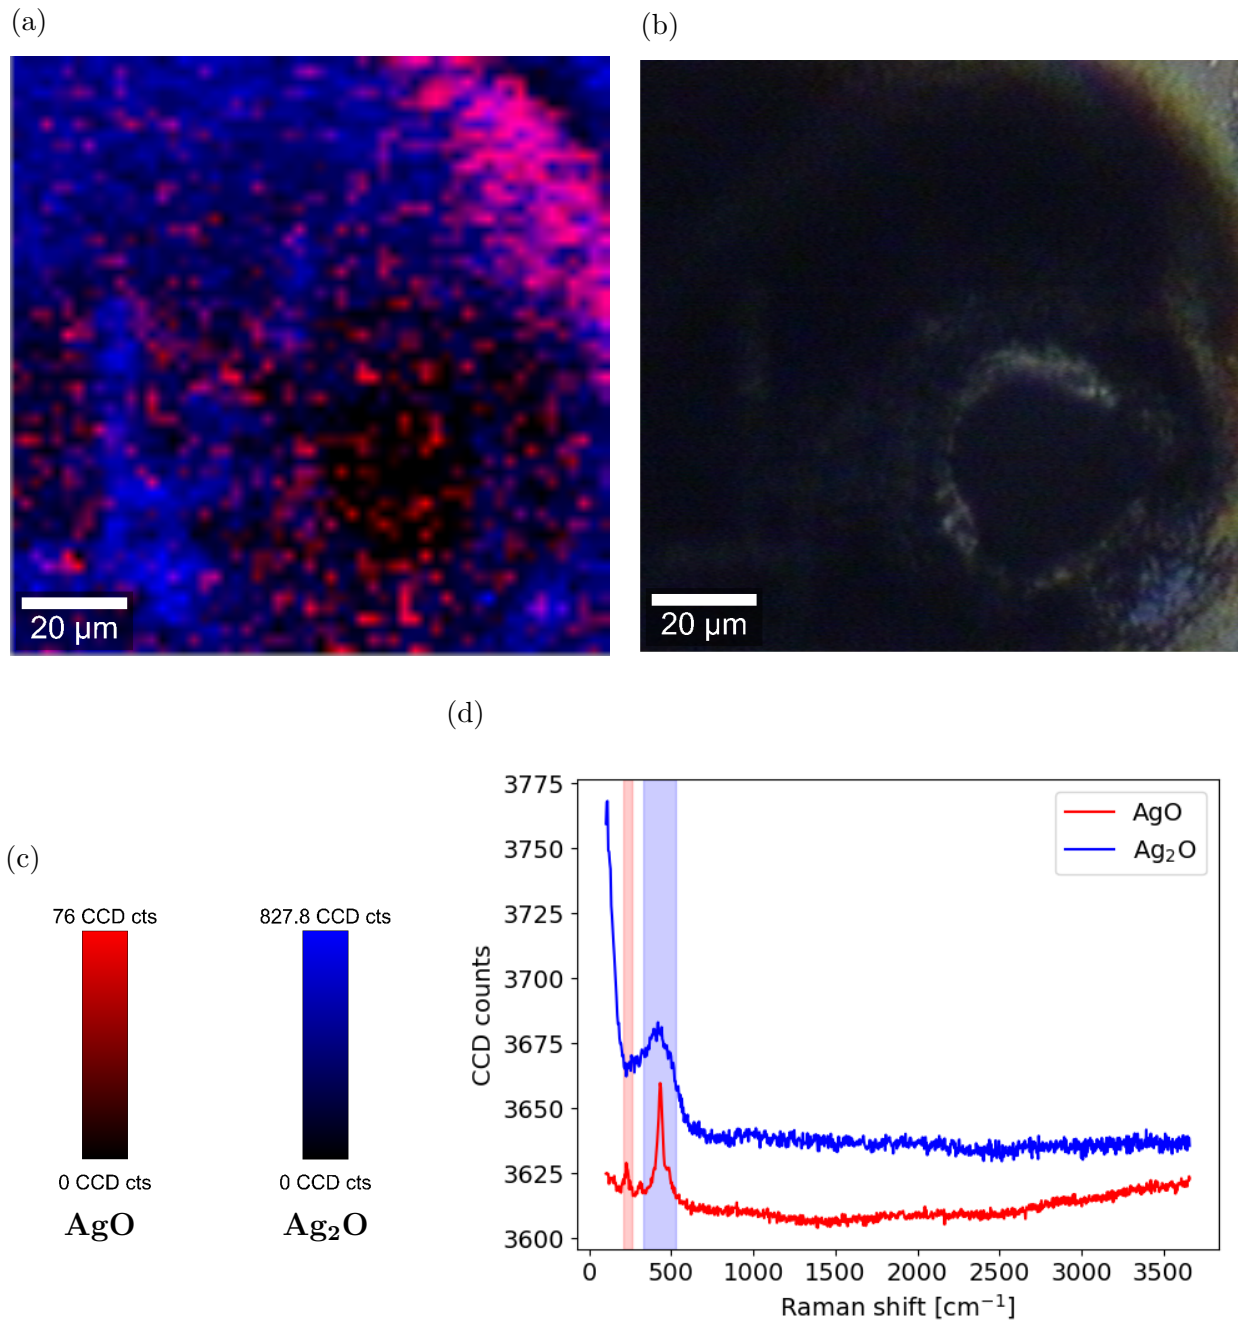 (a)
(b)
20 µm
20 µm
(c)
76 CCD cts
827.8 CCD cts
0 CCD cts
0 CCD cts
AgO
Ag₂O
(d)
3775
3750
3725
3700
3675
3650
3625
3600
CCD counts
AgO
Ag₂O
0
500
1000
1500
2000
2500
3000
3500
Raman shift [cm⁻¹]